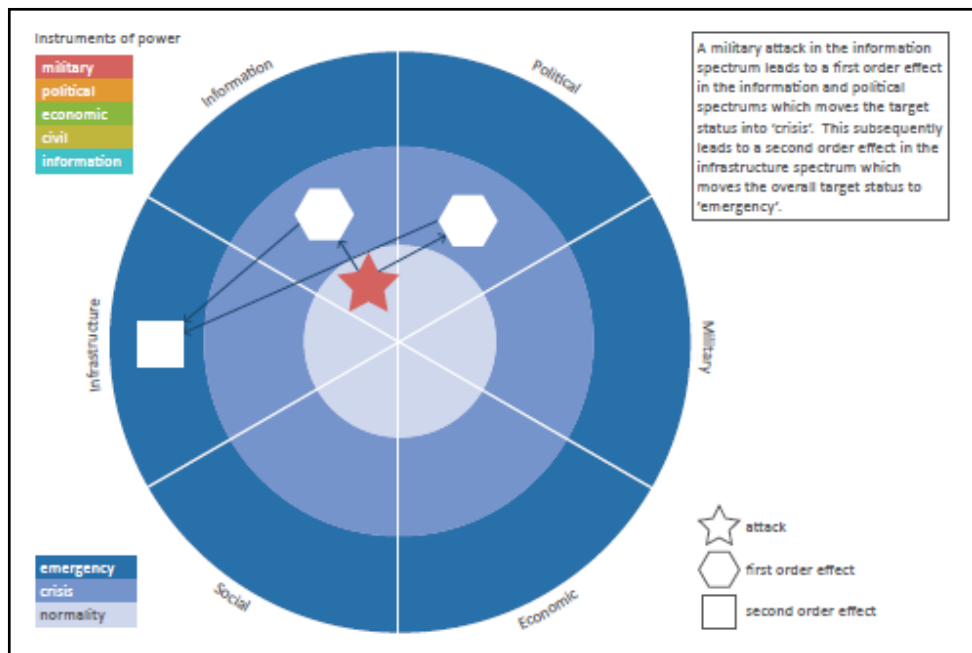 Instruments of power
military
political
economic
civil
information
Information
Political
A military attack in the information
spectrum leads to a first order effect
in the information and political
spectrums which moves the target
status into 'crisis'. This subsequently
leads to a second order effect in the
infrastructure spectrum which
moves the overall target status to
'emergency'.
Infrastructure
Military
Social
Economic
emergency
crisis
normality
attack
first order effect
second order effect